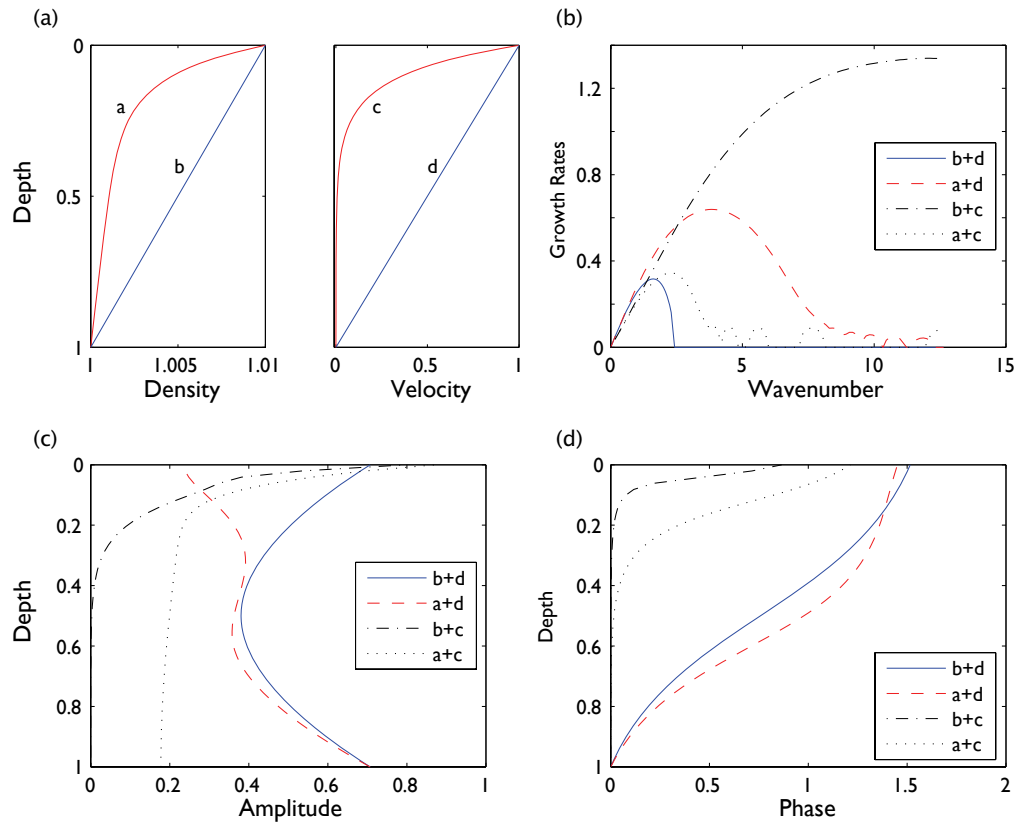 (a)
0
0.5
1
Depth
a
b
1
1.005
1.01
Density
c
d
0
0.5
1
Velocity
(b)
1.2
0.8
0.4
0
Growth Rates
b+d
a+d
b+c
a+c
0
5
10
15
Wavenumber
(c)
0
0.2
0.4
0.6
0.8
1
Depth
b+d
a+d
b+c
a+c
0
0.2
0.4
0.6
0.8
1
Amplitude
(d)
0
0.2
0.4
0.6
0.8
1
Depth
b+d
a+d
b+c
a+c
0
0.5
1
1.5
2
Phase